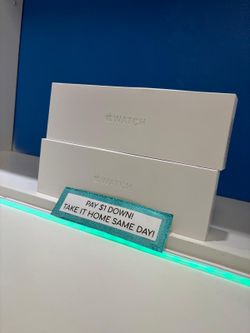 WATCH
WATCH
PAY $1 DOWN!
TAKE IT HOME SAME DAY!